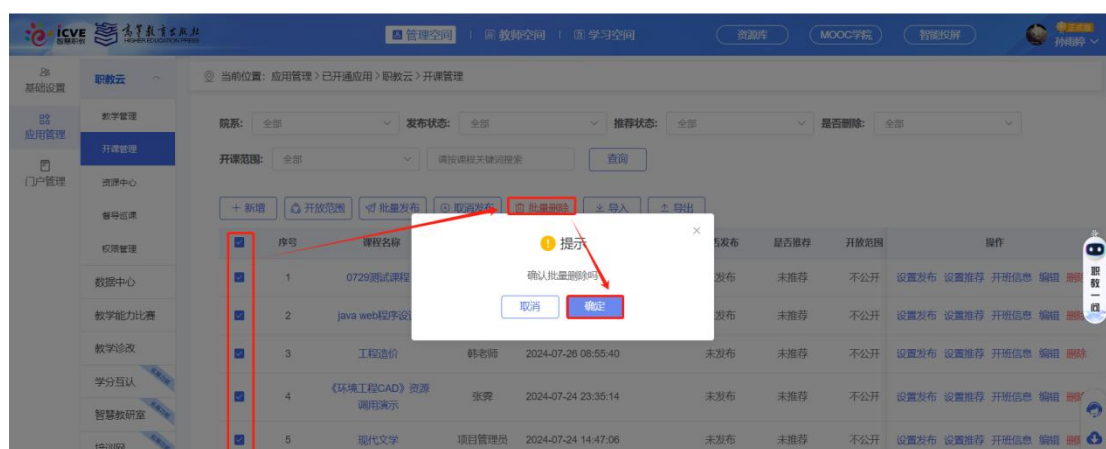 icve 智慧职教 高等教育出版社 HIGHER EDUCATION PRESS 管理空间 教师空间 学习空间 资源库 MOOC学院 智能投屏 正式版
孙雨婷
基础设置 职教云 当前位置：应用管理>已开通应用>职教云>开课管理
应用管理 教学管理 院系： 全部 发布状态： 全部 推荐状态： 全部 是否删除： 全部
门户管理 开课管理 开课范围： 全部 请按课程关键词搜索 查询
资源中心
督导巡课 + 新增 开放范围 批量发布 取消发布 批量删除 导入 导出
权限管理 序号 课程名称 是否发布 是否推荐 开放范围 操作
数据中心 1 0729测试课程 未发布 未推荐 不公开 设置发布 设置推荐 开班信息 编辑 删除
教学能力比赛 2 java web程序设 未发布 未推荐 不公开 设置发布 设置推荐 开班信息 编辑 删除
教学诊改 3 工程造价 韩老师 2024-07-26 08:55:40 未发布 未推荐 不公开 设置发布 设置推荐 开班信息 编辑 删除
学分互认 4 《环境工程CAD》资源调用演示 张霁 2024-07-24 23:35:14 未发布 未推荐 不公开 设置发布 设置推荐 开班信息 编辑 删除
智慧教研室
培训网 5 现代文学 项目管理员 2024-07-24 14:47:06 未发布 未推荐 不公开 设置发布 设置推荐 开班信息 编辑 删除
提示
确认批量删除吗
取消 确定
职教一问